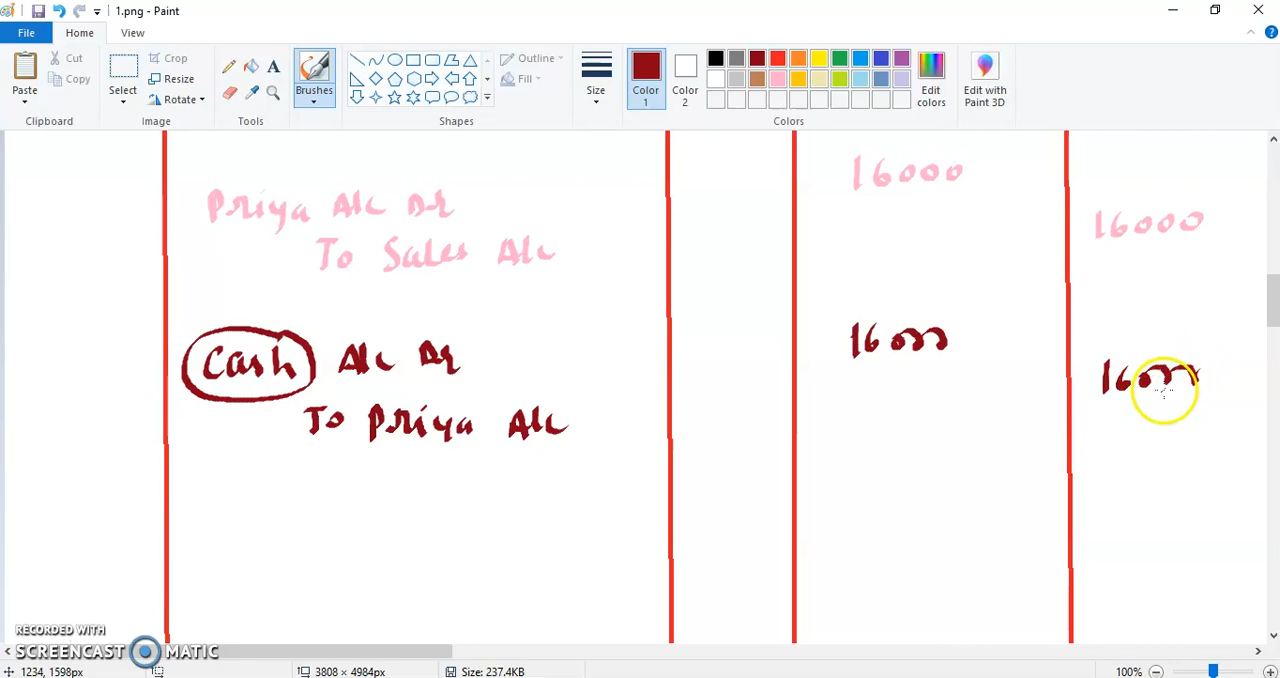 1.png - Paint
File Home View
Paste Cut Copy Clipboard
Select Crop Resize Rotate Image
Tools
Brushes
Outline Fill Shapes
Size
Color 1 Color 2 Edit colors Colors
Edit with Paint 3D
16000
Priya A/c Dr
16000
To Sales A/c
16000
Cash A/c Dr
16000
To Priya A/c
RECORDED WITH
SCREENCAST MATIC
1234, 1598px 3808 × 4984px Size: 237.4KB 100%